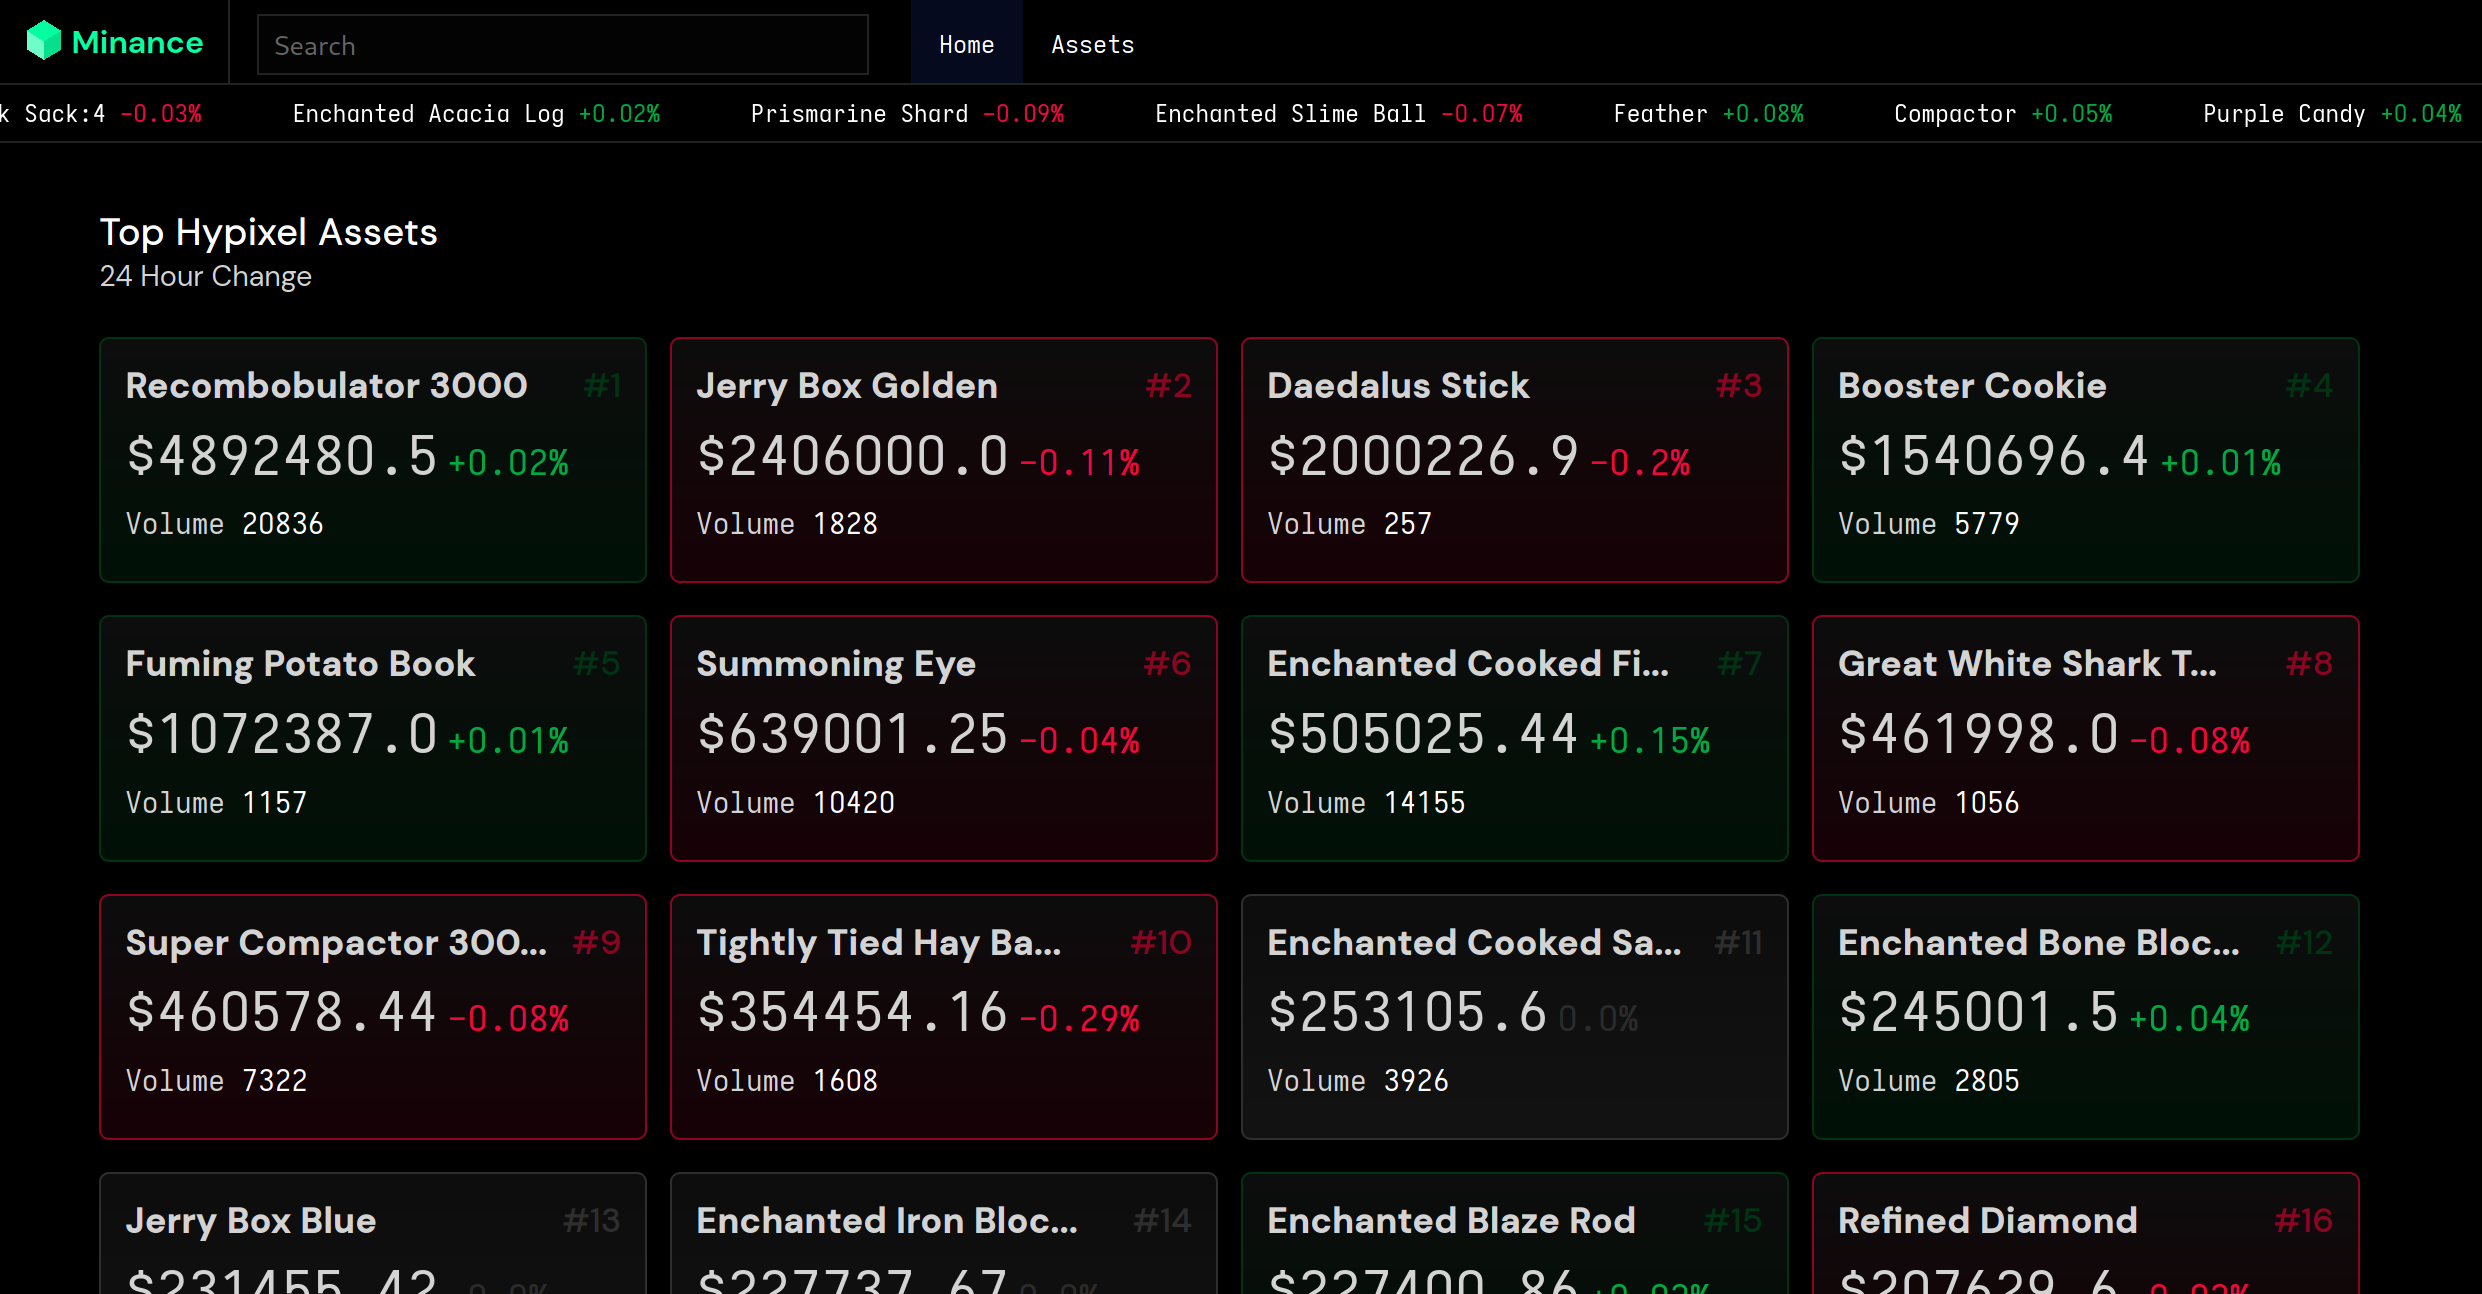 Minance
Search
Home
Assets
k Sack:4 -0.03%
Enchanted Acacia Log +0.02%
Prismarine Shard -0.09%
Enchanted Slime Ball -0.07%
Feather +0.08%
Compactor +0.05%
Purple Candy +0.04%
Top Hypixel Assets
24 Hour Change
Recombobulator 3000 #1
$4892480.5 +0.02%
Volume 20836
Jerry Box Golden #2
$2406000.0 -0.11%
Volume 1828
Daedalus Stick #3
$2000226.9 -0.2%
Volume 257
Booster Cookie #4
$1540696.4 +0.01%
Volume 5779
Fuming Potato Book #5
$1072387.0 +0.01%
Volume 1157
Summoning Eye #6
$639001.25 -0.04%
Volume 10420
Enchanted Cooked Fi... #7
$505025.44 +0.15%
Volume 14155
Great White Shark T... #8
$461998.0 -0.08%
Volume 1056
Super Compactor 300... #9
$460578.44 -0.08%
Volume 7322
Tightly Tied Hay Ba... #10
$354454.16 -0.29%
Volume 1608
Enchanted Cooked Sa... #11
$253105.6 0.0%
Volume 3926
Enchanted Bone Bloc... #12
$245001.5 +0.04%
Volume 2805
Jerry Box Blue #13
$231455.42
Enchanted Iron Bloc... #14
$227737.67
Enchanted Blaze Rod #15
$227400.86
Refined Diamond #16
$207629.6